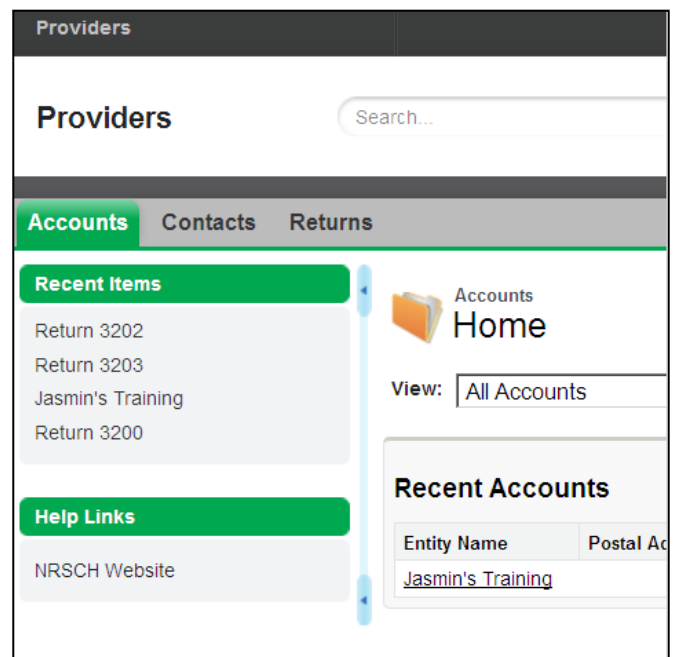 Providers
Providers
Search...
Accounts Contacts Returns
Recent Items
Return 3202
Return 3203
Jasmin's Training
Return 3200
Help Links
NRSCH Website
Accounts
Home
View: All Accounts
Recent Accounts
Entity Name Postal
Jasmin's Training